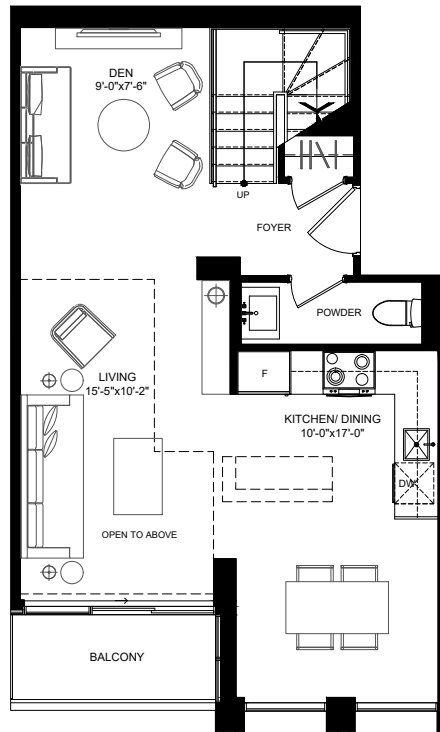 DEN
9'-0"x7'-6"
UP
FOYER
POWDER
F
LIVING
15'-5"x10'-2"
KITCHEN/ DINING
10'-0"x17'-0"
DW
OPEN TO ABOVE
BALCONY